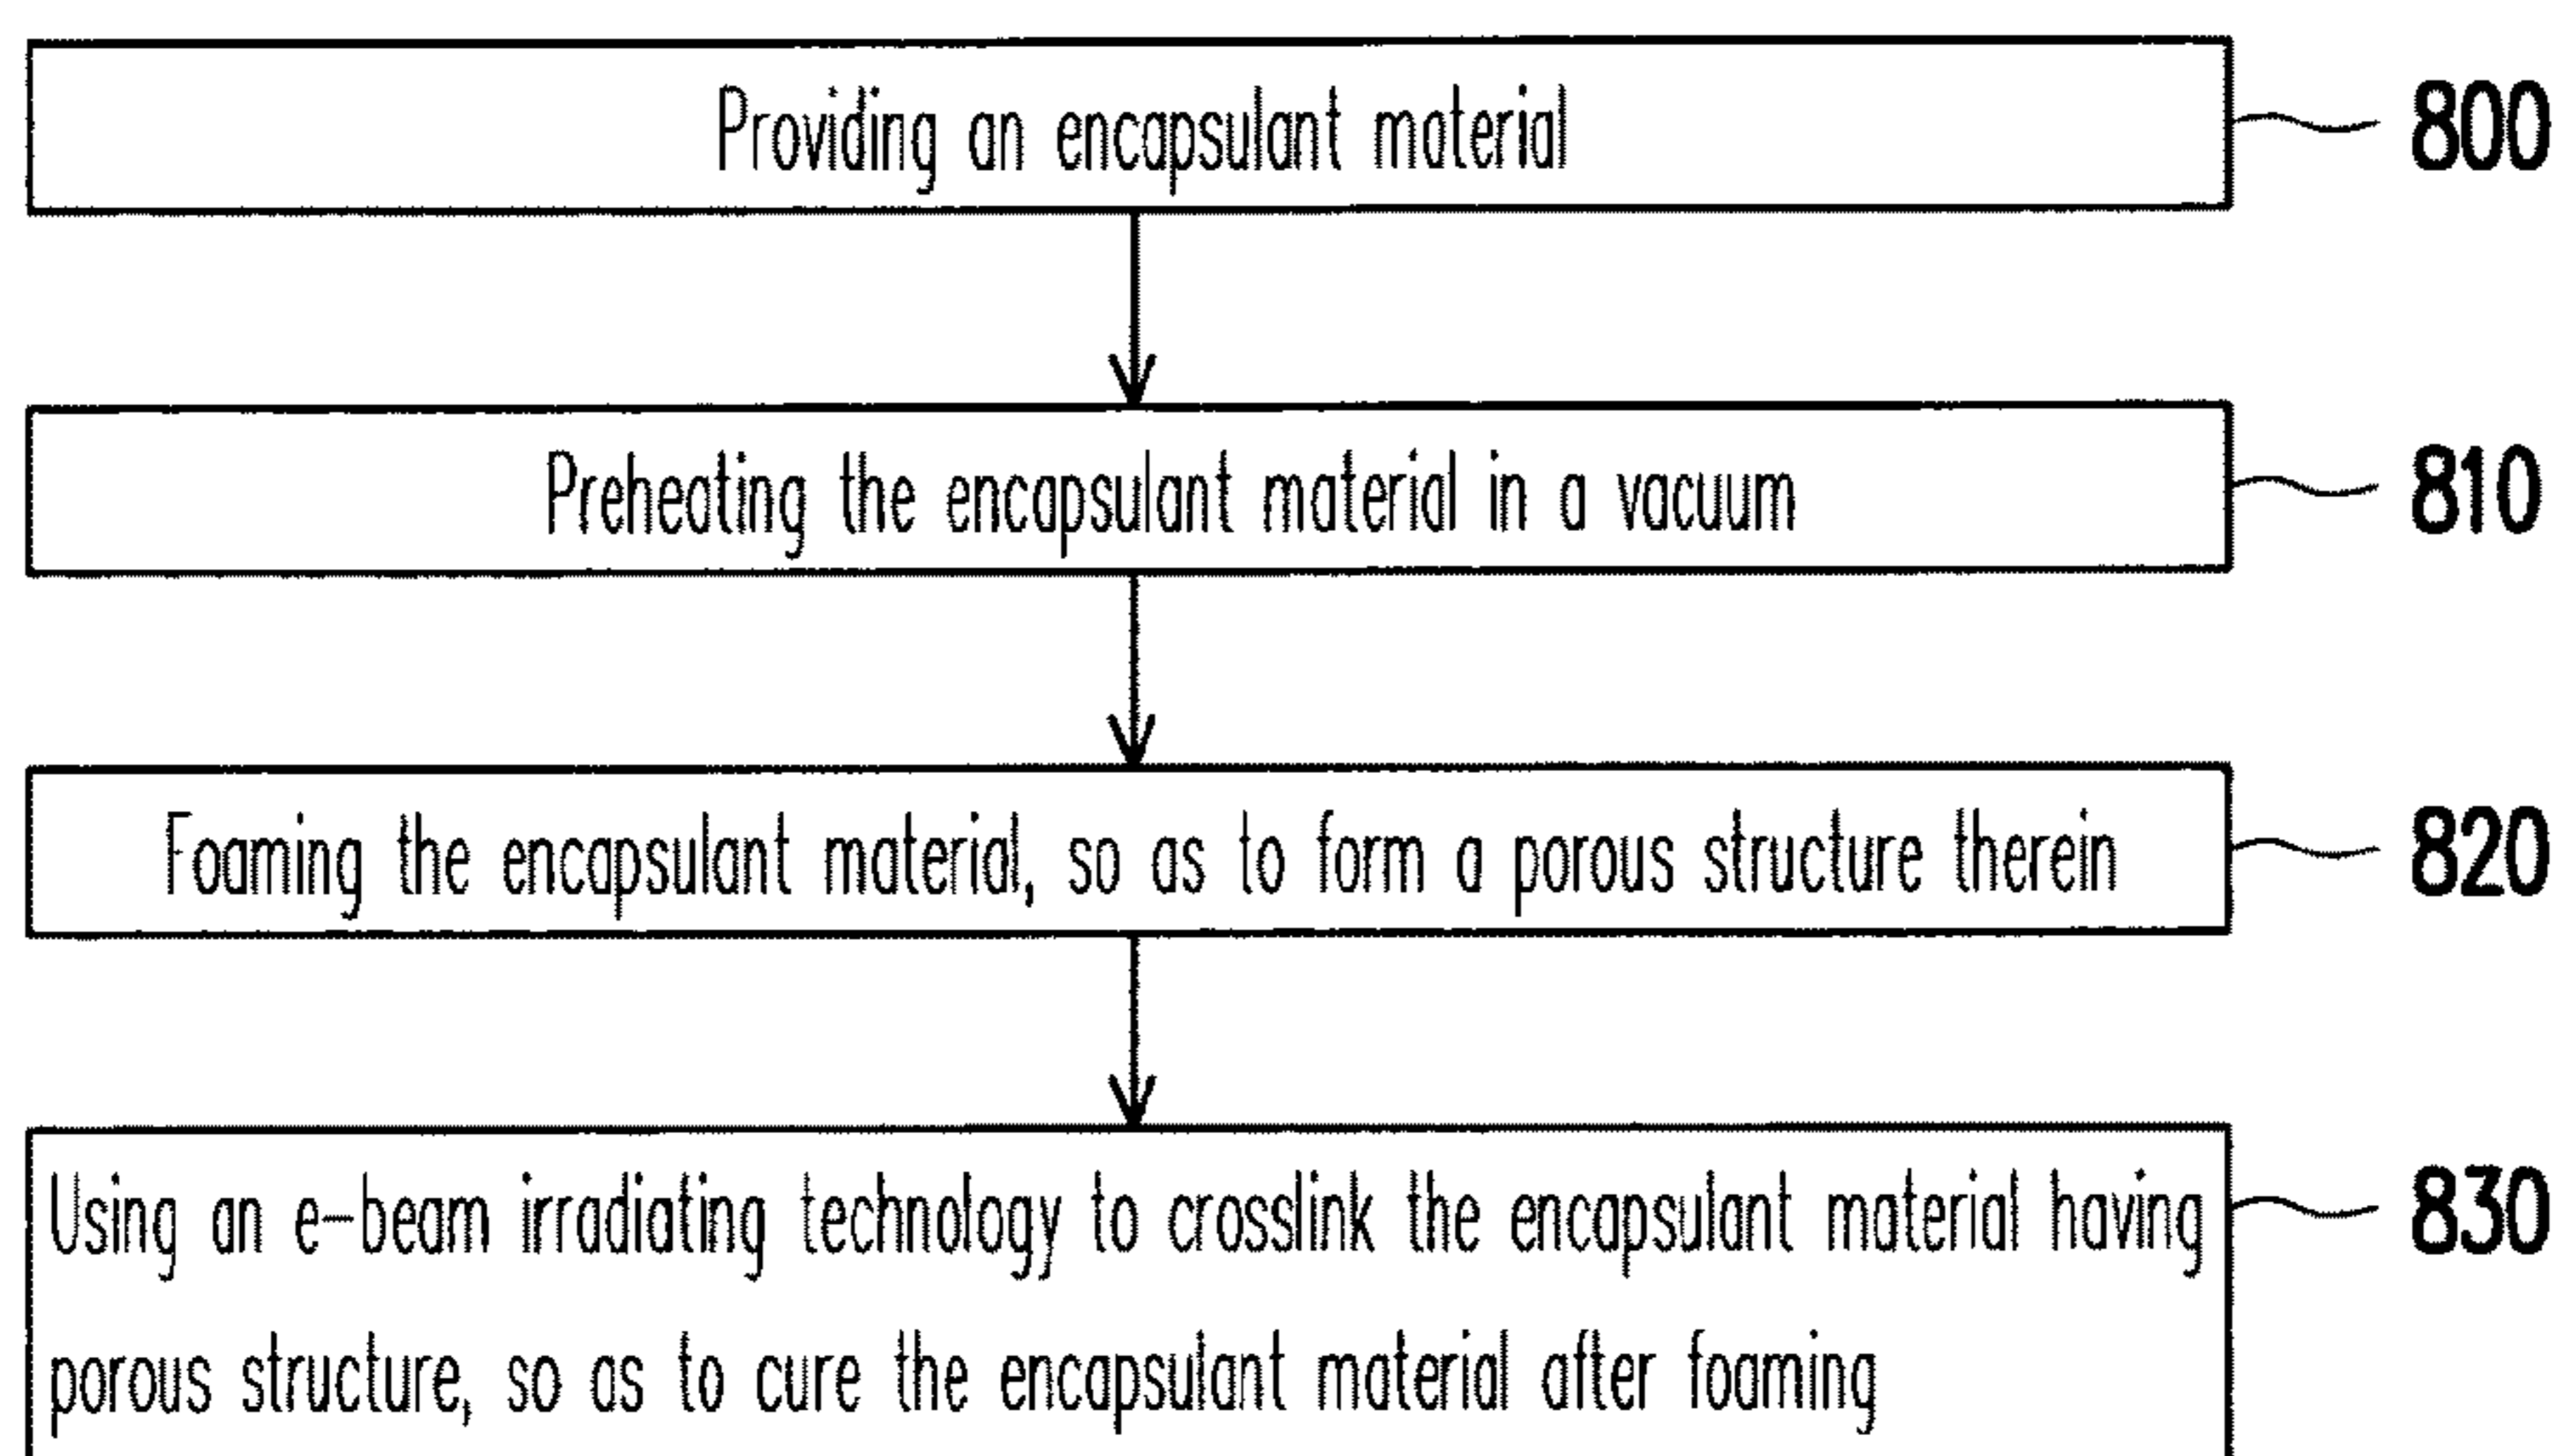 Providing an encapsulant material
800
Preheating the encapsulant material in a vacuum
810
Foaming the encapsulant material, so as to form a porous structure therein
820
Using an e-beam irradiating technology to crosslink the encapsulant material having
830
porous structure, so as to cure the encapsulant material after foaming